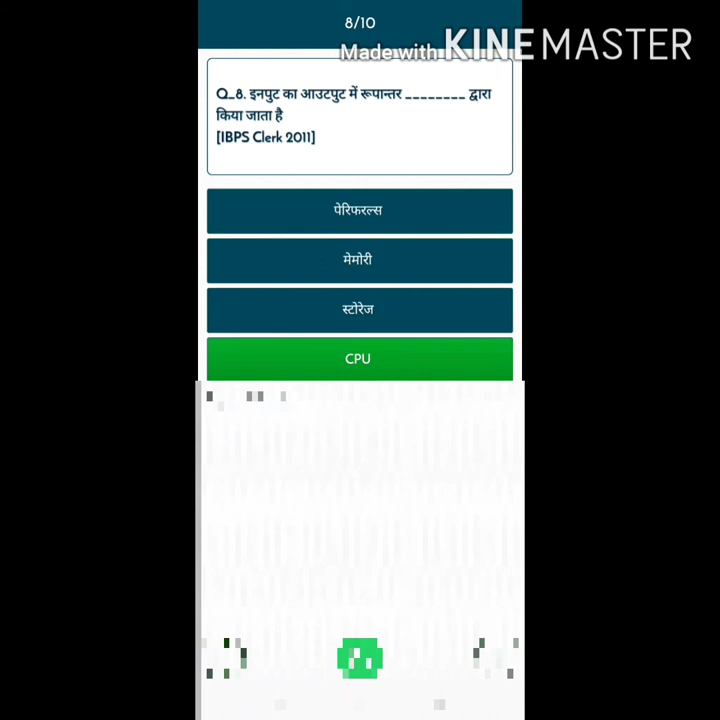 8/10
Made with KINEMASTER
Q_8. इनपुट का आउटपुट में रूपान्तर ________ द्वारा
किया जाता है
[IBPS Clerk 2011]
पेरिफरल्स
मेमोरी
स्टोरेज
CPU